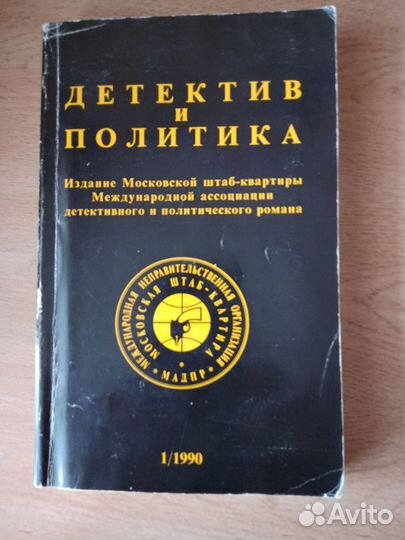 ДЕТЕКТИВ
И
ПОЛИТИКА
Издание Московской штаб-квартиры
Международной ассоциации
детективного и политического романа
МЕЖДУНАРОДНАЯ НЕПРАВИТЕЛЬСТВЕННАЯ ОРГАНИЗАЦИЯ
МОСКОВСКАЯ ШТАБ-КВАРТИРА
МАДПР
1/1990
Avito